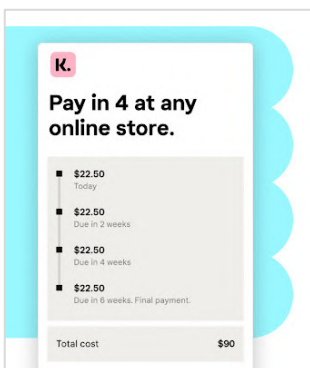 K.
Pay in 4 at any
online store.
$22.50
Today
$22.50
Due in 2 weeks
$22.50
Due in 4 weeks
$22.50
Due in 6 weeks. Final payment.
Total cost $90